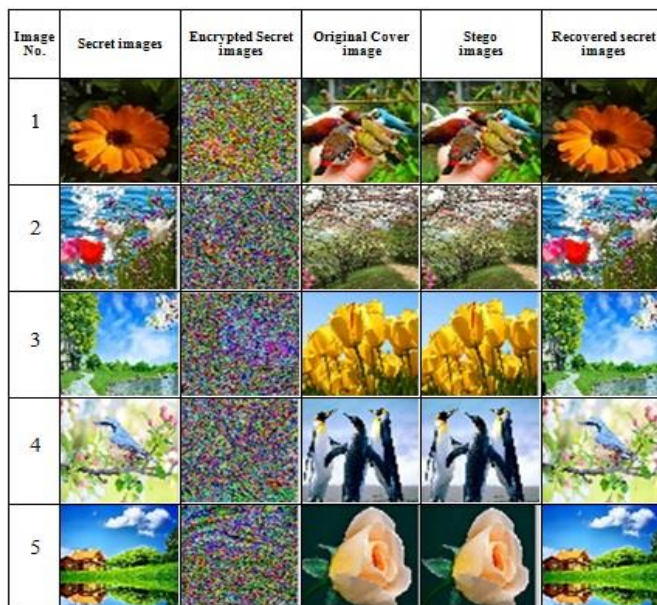 Image No.
Secret images
Encrypted Secret images
Original Cover image
Stego images
Recovered secret images
1
2
3
4
5